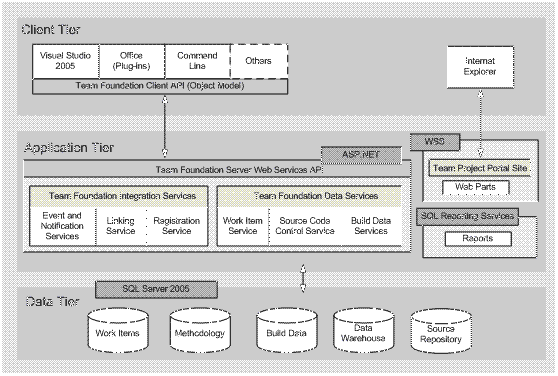 Client Tier
Visual Studio
2005
Office
(Plug-ins)
Command
Line
Others
Team Foundation Client API (Object Model)
Internet
Explorer
Application Tier
ASP.NET
Team Foundation Server Web Services API
Team Foundation Integration Services
Event and
Notification
Services
Linking
Service
Registration
Service
Team Foundation Data Services
Work Item
Service
Source Code
Control Service
Build Data
Services
WSS
Team Project Portal Site
Web Parts
SQL Reporting Services
Reports
Data Tier
SQL Server 2005
Work Items
Methodology
Build Data
Data
Warehouse
Source
Repository